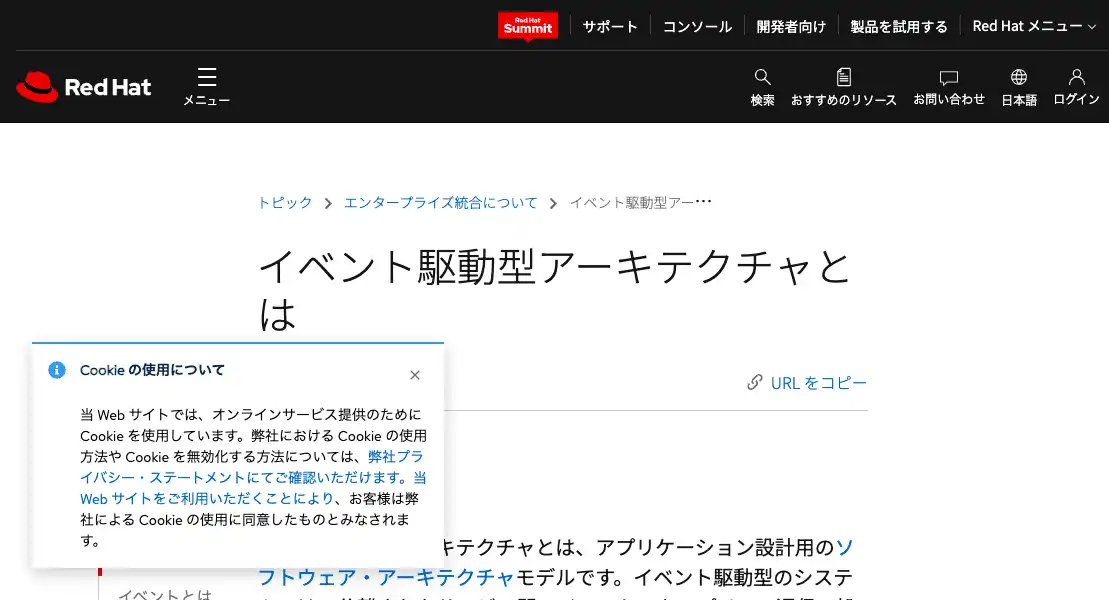 Red Hat Summit
サポート
コンソール
開発者向け
製品を試用する
Red Hat メニュー
Red Hat
メニュー
検索
おすすめのリソース
お問い合わせ
日本語
ログイン
トピック
エンタープライズ統合について
イベント駆動型アー…
イベント駆動型アーキテクチャと
は
URL をコピー
Cookie の使用について
当 Web サイトでは、オンラインサービス提供のために
Cookie を使用しています。弊社における Cookie の使用
方法や Cookie を無効化する方法については、弊社プラ
イバシー・ステートメントにてご確認いただけます。当
Web サイトをご利用いただくことにより、お客様は弊
社による Cookie の使用に同意したものとみなされま
す。
キテクチャとは、アプリケーション設計用のソ
フトウェア・アーキテクチャモデルです。イベント駆動型のシステ
イベントとは